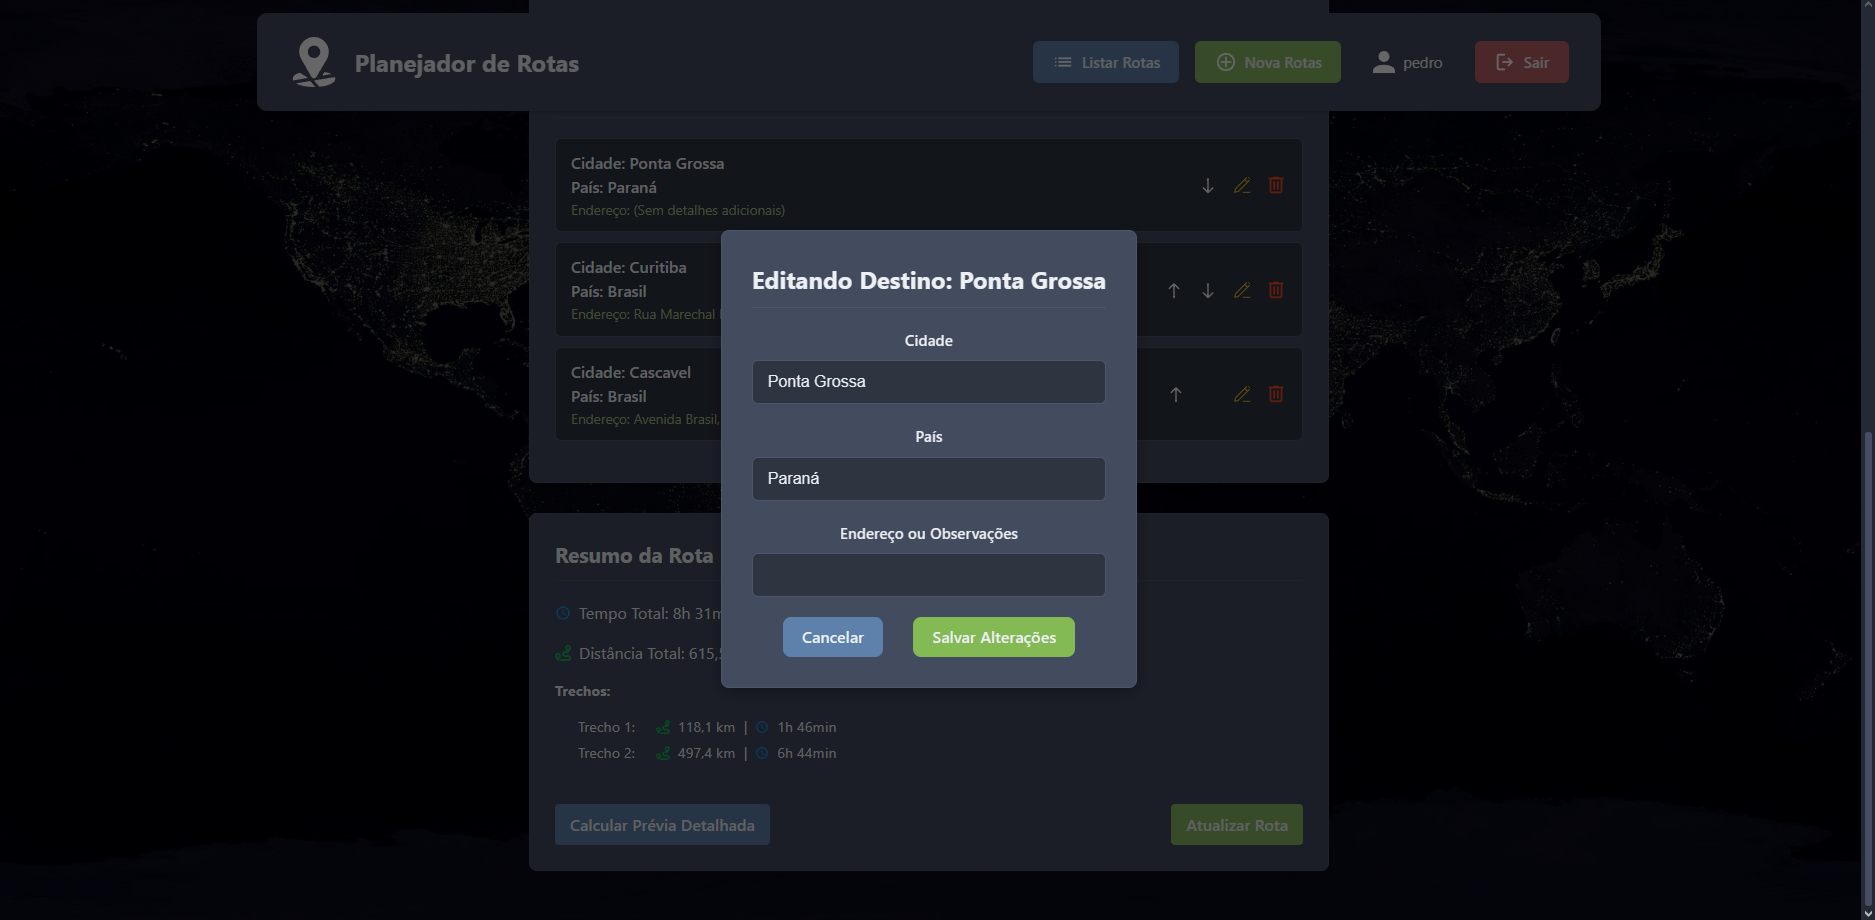 Planejador de Rotas
Listar Rotas
Nova Rotas
pedro
Sair
Cidade: Ponta Grossa
País: Paraná
Endereço: (Sem detalhes adicionais)
Cidade: Curitiba
País: Brasil
Endereço: Rua Marechal
Cidade: Cascavel
País: Brasil
Endereço: Avenida Brasil,
Editando Destino: Ponta Grossa
Cidade
Ponta Grossa
País
Paraná
Endereço ou Observações
Cancelar
Salvar Alterações
Resumo da Rota
Tempo Total: 8h 31m
Distância Total: 615,5
Trechos:
Trecho 1: 118,1 km | 1h 46min
Trecho 2: 497,4 km | 6h 44min
Calcular Prévia Detalhada
Atualizar Rota